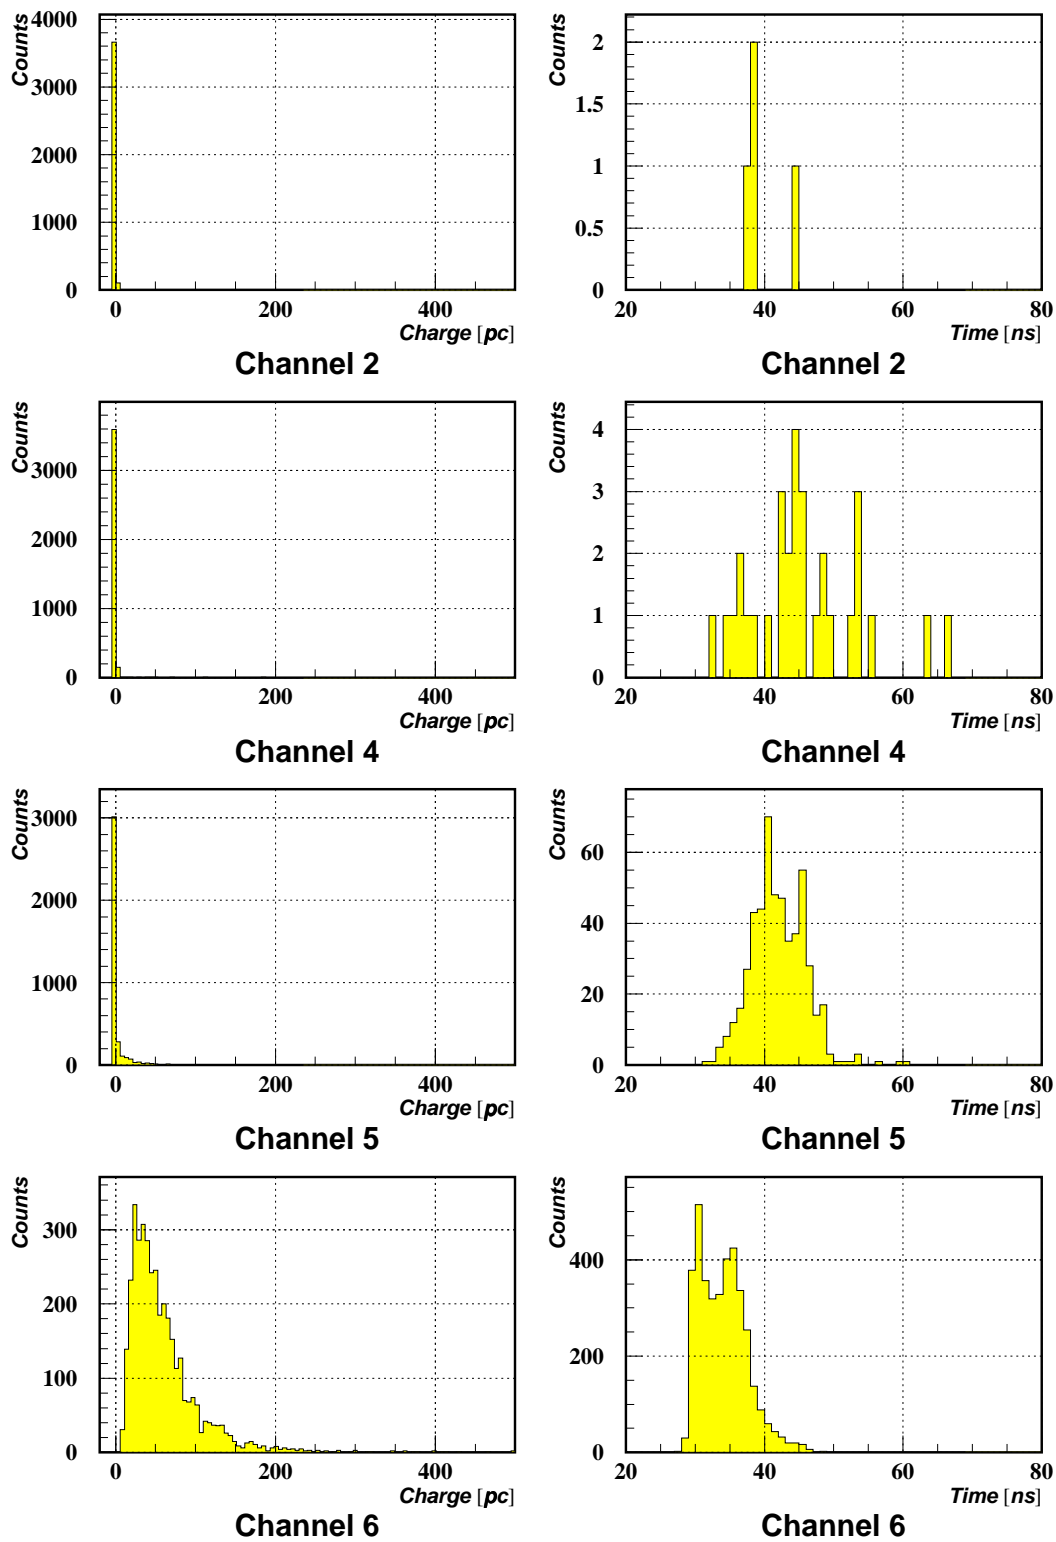 Counts
4000
3000
2000
1000
0
0 200 400
Charge [pc]
Channel 2
Counts
2
1.5
1
0.5
0
20 40 60 80
Time [ns]
Channel 2
Counts
3000
2000
1000
0
0 200 400
Charge [pc]
Channel 4
Counts
4
3
2
1
0
20 40 60 80
Time [ns]
Channel 4
Counts
3000
2000
1000
0
0 200 400
Charge [pc]
Channel 5
Counts
60
40
20
0
20 40 60 80
Time [ns]
Channel 5
Counts
300
200
100
0
0 200 400
Charge [pc]
Channel 6
Counts
400
200
0
20 40 60 80
Time [ns]
Channel 6